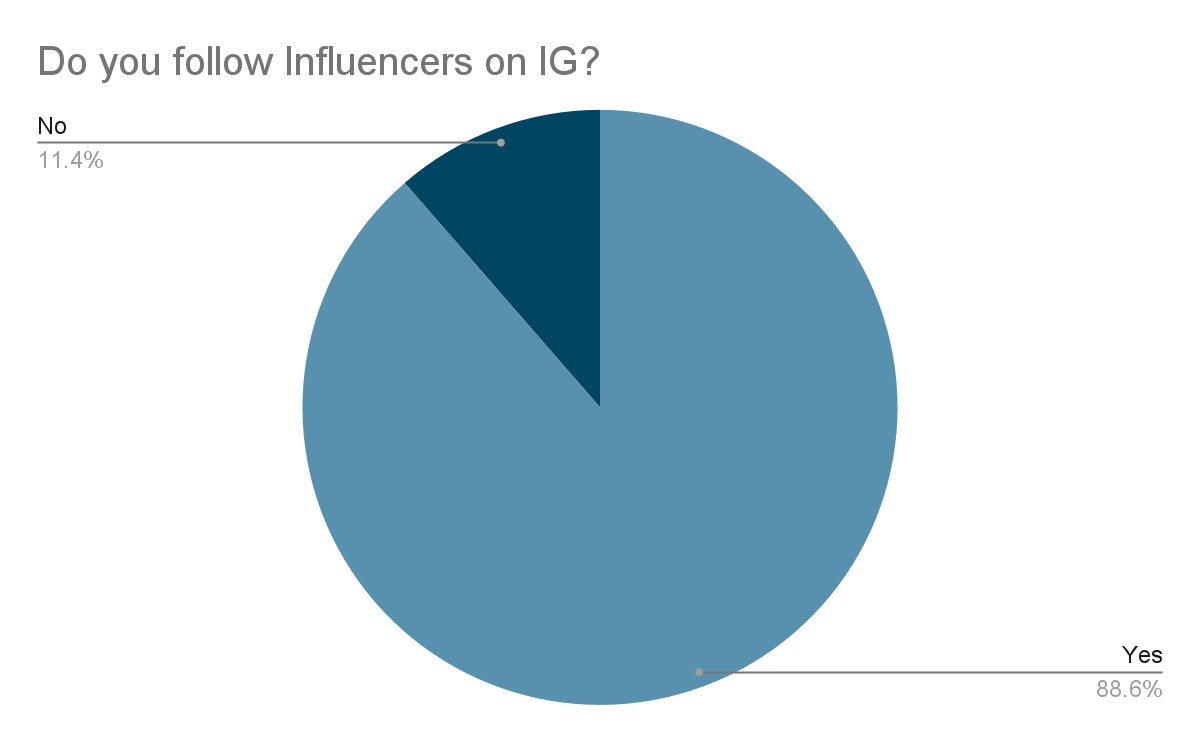 Do you follow Influencers on IG?
No
11.4%
Yes
88.6%